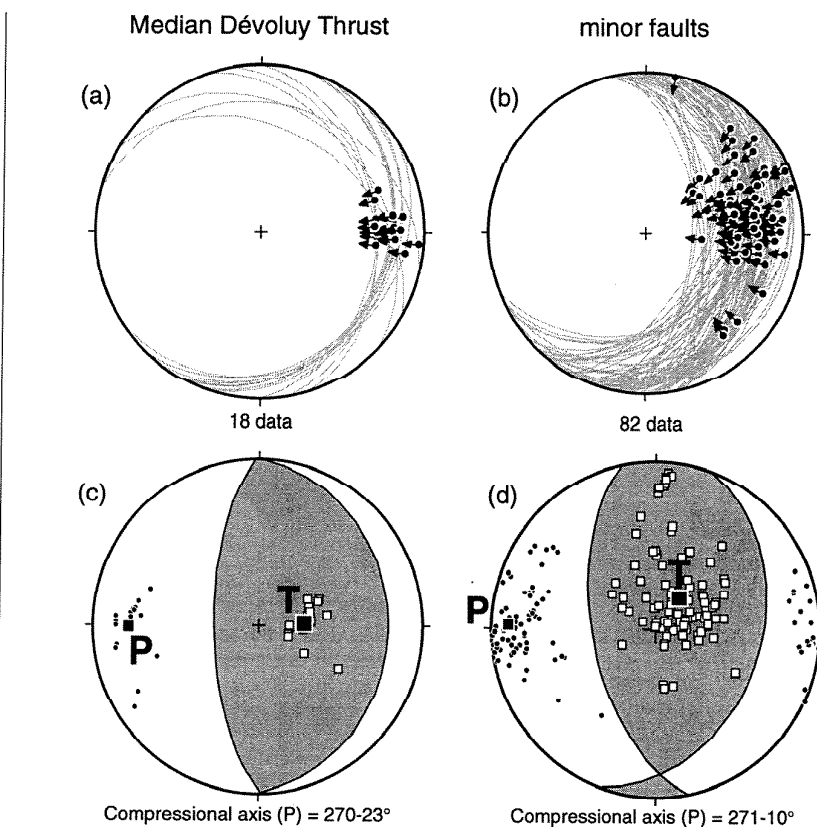 Median Dévoluy Thrust
minor faults
(a)
(b)
18 data
82 data
(c)
(d)
T
P
T
P
Compressional axis (P) = 270-23°
Compressional axis (P) = 271-10°